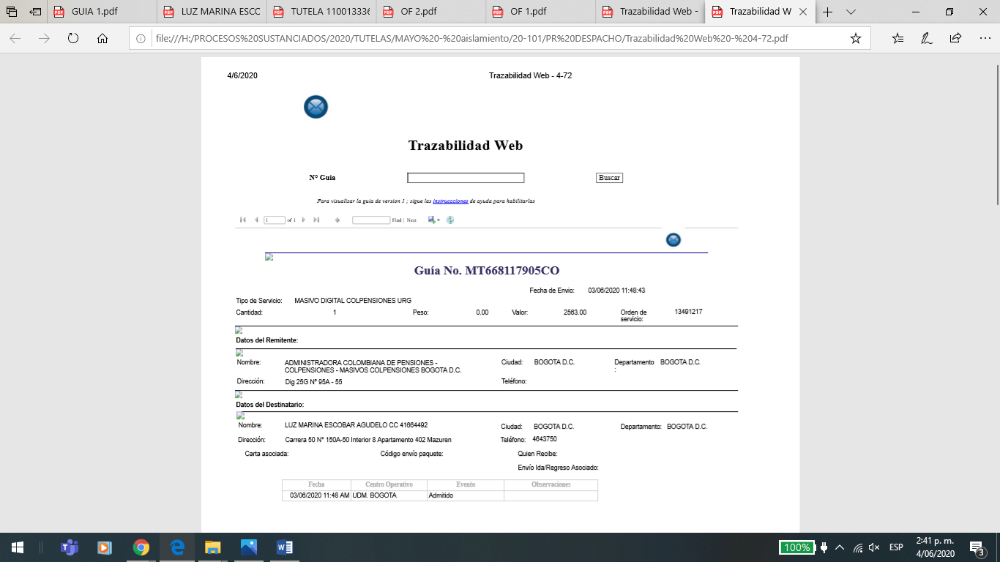 GUIA 1.pdf
LUZ MARINA ESCO
TUTELA 110013336
OF 2.pdf
OF 1.pdf
Trazabilidad Web -
Trazabilidad W
file:///H:/PROCESOS%20SUSTANCIADOS/2020/TUTELAS/MAYO%20-%20aislamiento/20-101/PR%20DESPACHO/Trazabilidad%20Web%20-%204-72.pdf
4/6/2020 Trazabilidad Web - 4-72
Trazabilidad Web
N° Guia Buscar
Para visualizar la guia de version 1 ; sigue las instruccciones de ayuda para habilitarlas
1 of 1 Find | Next
Guía No. MT668117905CO
Fecha de Envio: 03/06/2020 11:48:43
Tipo de Servicio: MASIVO DIGITAL COLPENSIONES URG
Cantidad: 1 Peso: 0.00 Valor: 2563.00 Orden de servicio: 13491217
Datos del Remitente:
Nombre: ADMINISTRADORA COLOMBIANA DE PENSIONES -
COLPENSIONES - MASIVOS COLPENSIONES BOGOTA D.C.
Ciudad: BOGOTA D.C. Departamento : BOGOTA D.C.
Dirección: Dig 25G Nº 95A - 55 Teléfono:
Datos del Destinatario:
Nombre: LUZ MARINA ESCOBAR AGUDELO CC 41664492 Ciudad: BOGOTA D.C. Departamento: BOGOTA D.C.
Dirección: Carrera 50 N° 150A-50 Interior 8 Apartamento 402 Mazuren Teléfono: 4643750
Carta asociada: Código envío paquete: Quien Recibe:
Envío Ida/Regreso Asociado:
Fecha Centro Operativo Evento Observaciones
03/06/2020 11:48 AM UDM. BOGOTA Admitido
100% ESP 2:41 p. m.
4/06/2020
3